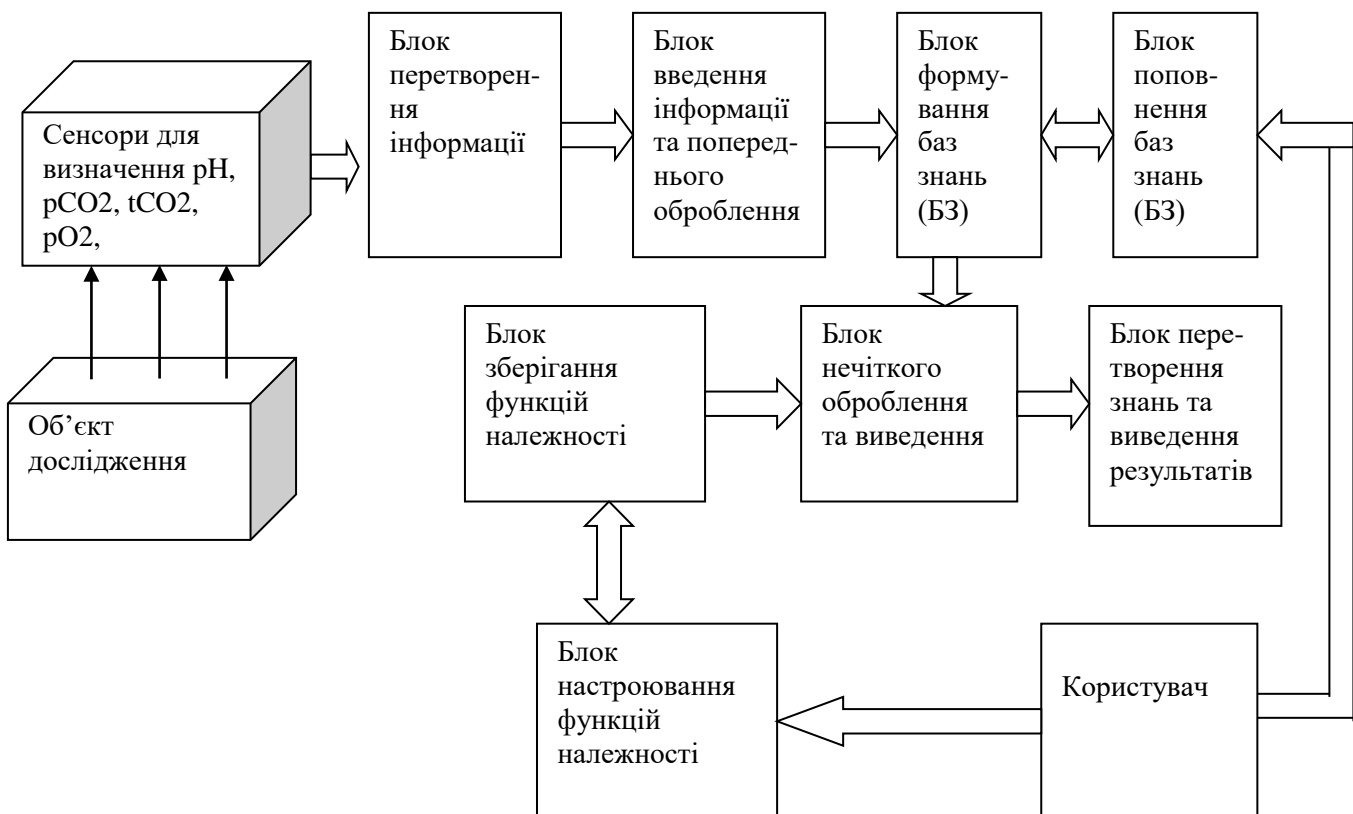 Блок
перетворен-
ня
інформації
Блок
введення
інформації
та поперед-
нього
оброблення
Блок
форму-
вання
баз
знань
(БЗ)
Блок
попов-
нення
баз
знань
(БЗ)
Сенсори для
визначення pH,
pCO2, tCO2,
pO2,
Блок
зберігання
функцій
належності
Блок
нечіткого
оброблення
та виведення
Блок пере-
творення
знань та
виведення
результатів
Об’єкт
дослідження
Блок
настроювання
функцій
належності
Користувач